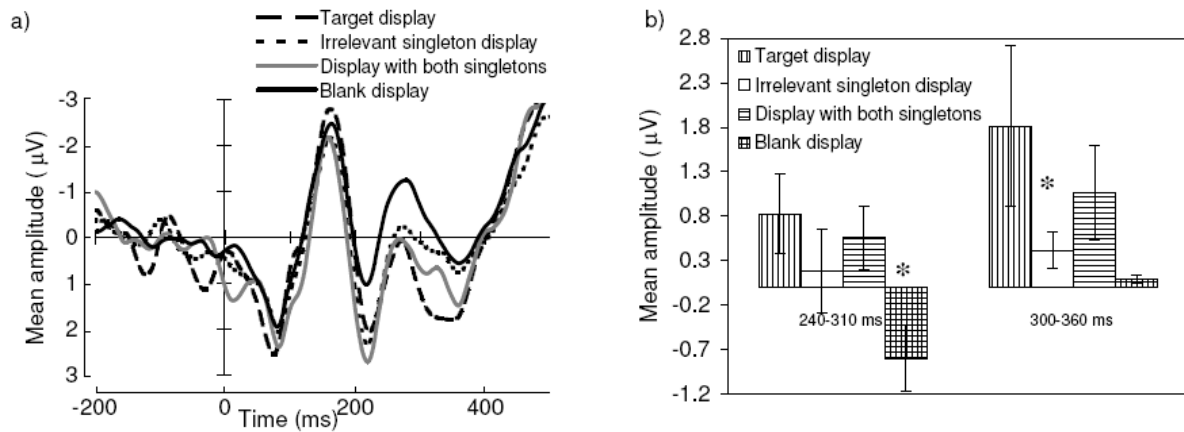 a)
Target display
Irrelevant singleton display
Display with both singletons
Blank display
Mean amplitude ( μV)
-3
-2
-1
0
1
2
3
-200
0
200
400
Time (ms)
b)
Mean amplitude ( μV)
2.8
2.3
1.8
1.3
0.8
0.3
-0.2
-0.7
-1.2
Target display
Irrelevant singleton display
Display with both singletons
Blank display
*
*
240-310 ms
300-360 ms